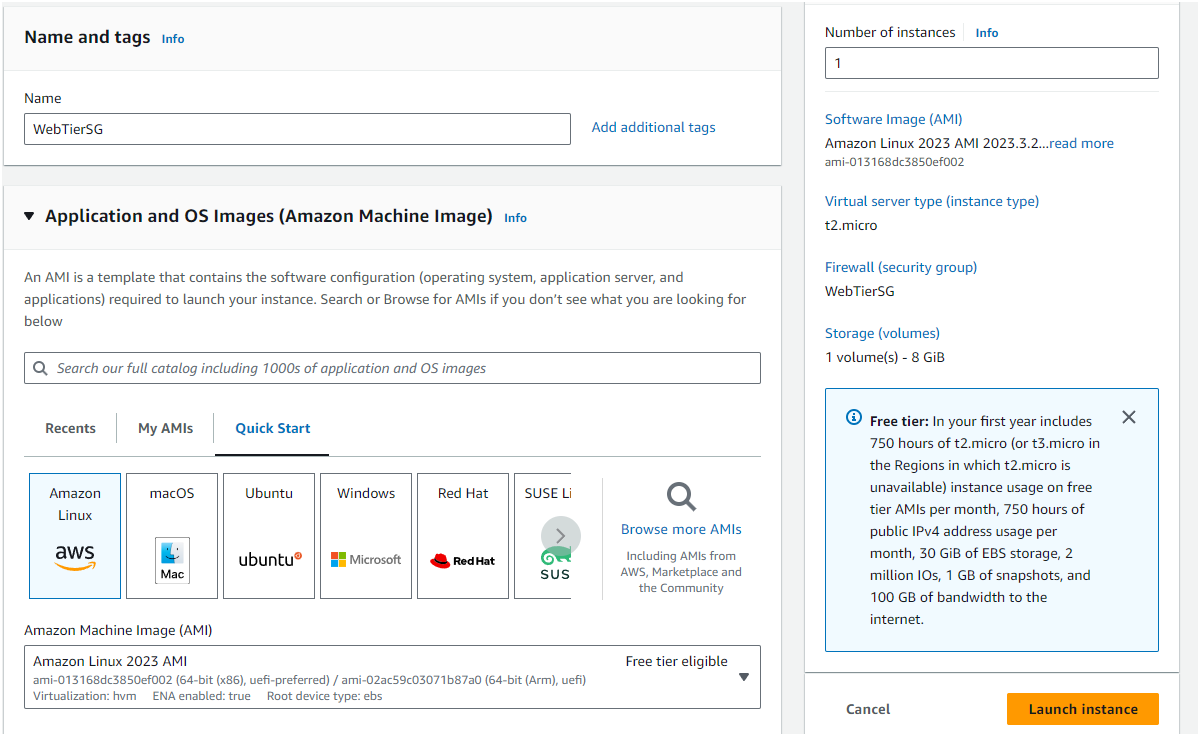 Name and tags Info
Name
WebTierSG
Add additional tags
Application and OS Images (Amazon Machine Image) Info
An AMI is a template that contains the software configuration (operating system, application server, and
applications) required to launch your instance. Search or Browse for AMIs if you don’t see what you are looking for
below
Search our full catalog including 1000s of application and OS images
Recents
My AMIs
Quick Start
Amazon
Linux
aws
macOS
Mac
Ubuntu
ubuntu
Windows
Microsoft
Red Hat
Red Hat
SUSE Li
SUS
Browse more AMIs
Including AMIs from
AWS, Marketplace and
the Community
Amazon Machine Image (AMI)
Amazon Linux 2023 AMI
Free tier eligible
ami-013168dc3850ef002 (64-bit (x86), uefi-preferred) / ami-02ac59c03071b87a0 (64-bit (Arm), uefi)
Virtualization: hvm ENA enabled: true Root device type: ebs
Number of instances Info
1
Software Image (AMI)
Amazon Linux 2023 AMI 2023.3.2...read more
ami-013168dc3850ef002
Virtual server type (instance type)
t2.micro
Firewall (security group)
WebTierSG
Storage (volumes)
1 volume(s) - 8 GiB
Free tier: In your first year includes
750 hours of t2.micro (or t3.micro in
the Regions in which t2.micro is
unavailable) instance usage on free
tier AMIs per month, 750 hours of
public IPv4 address usage per
month, 30 GiB of EBS storage, 2
million IOs, 1 GB of snapshots, and
100 GB of bandwidth to the
internet.
Cancel
Launch instance